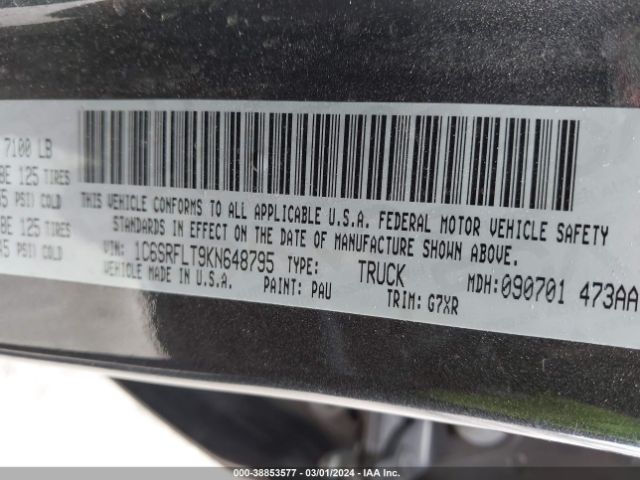 7100 LB
BE 125 TIRES
5 PSI) COLD
BE 125 TIRES
5 PSI) COLD
THIS VEHICLE CONFORMS TO ALL APPLICABLE U.S.A. FEDERAL MOTOR VEHICLE SAFETY
STANDARDS IN EFFECT ON THE DATE OF MANUFACTURE SHOWN ABOVE.
VIN: 1C6SRFLT9KN648795 TYPE: TRUCK MDH:090701 473AA
VEHICLE MADE IN U.S.A. PAINT: PAU TRIM: G7XR
000-38853577 — 03/01/2024 — IAA Inc.